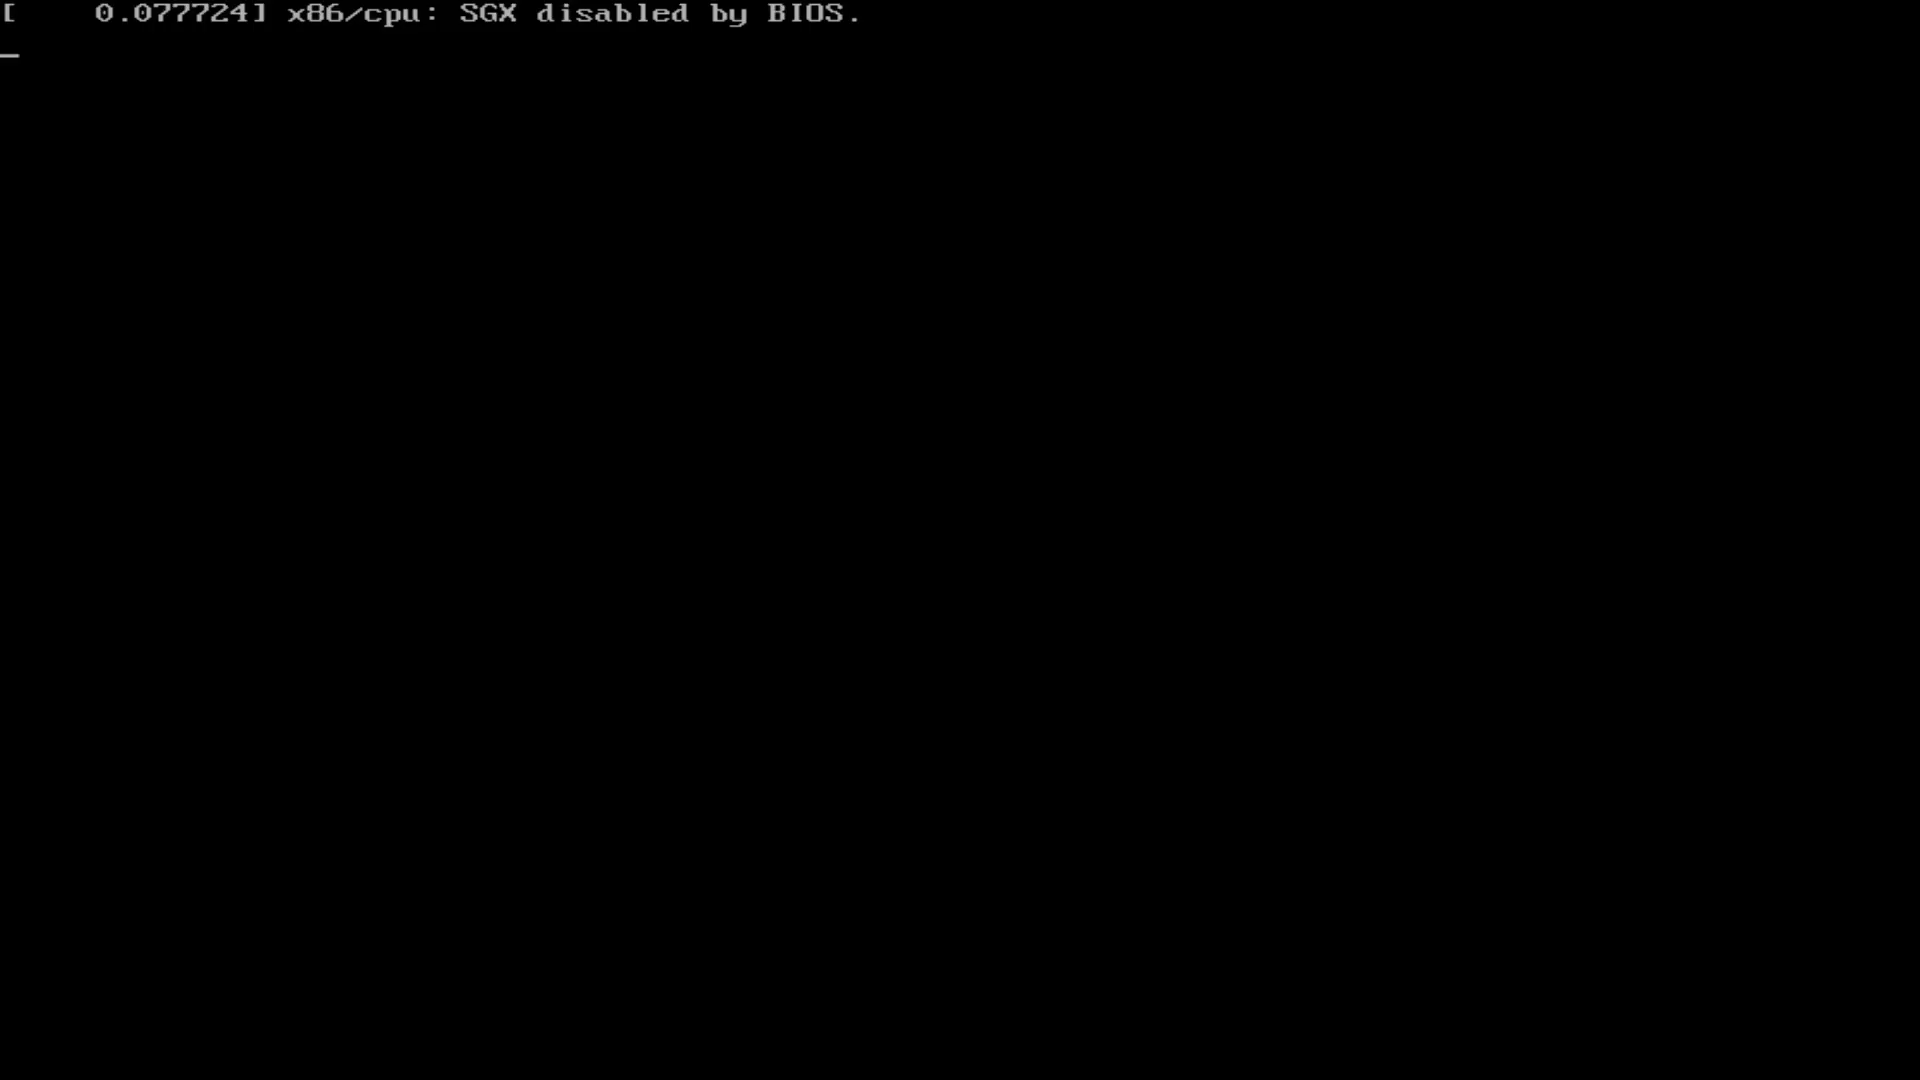 [    0.077724] x86/cpu: SGX disabled by BIOS.
_